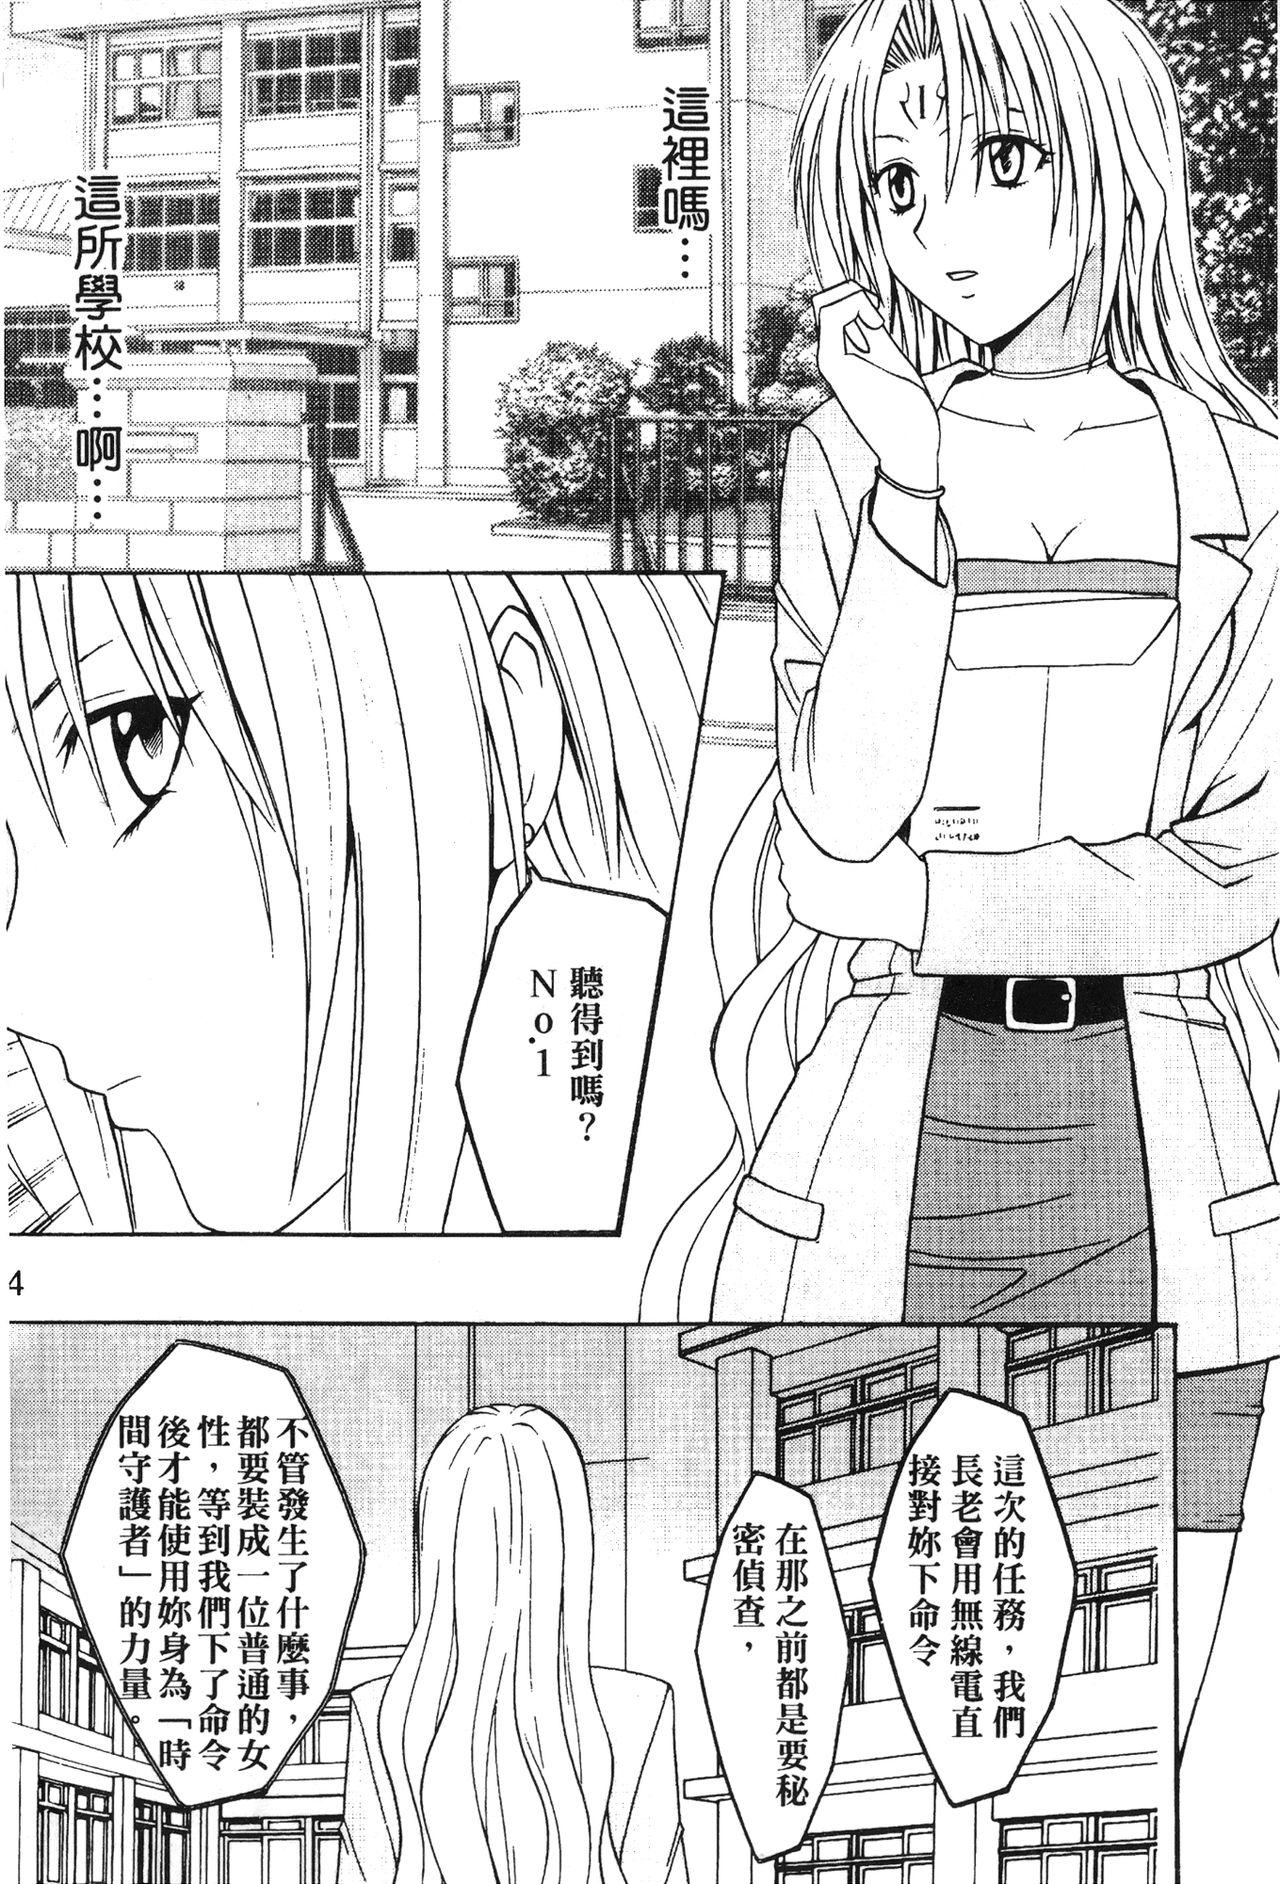 這裡嗎…
這所學校…啊…
聽得到嗎？
No.1
4
這次的任務，我們
長老會用無線電直
接對妳下命令
在那之前都是要秘
密偵查，
不管發生了什麼事，
都要裝成一位普通的女
性，等到我們下了命令
後才能使用妳身為「時
間守護者」的力量。